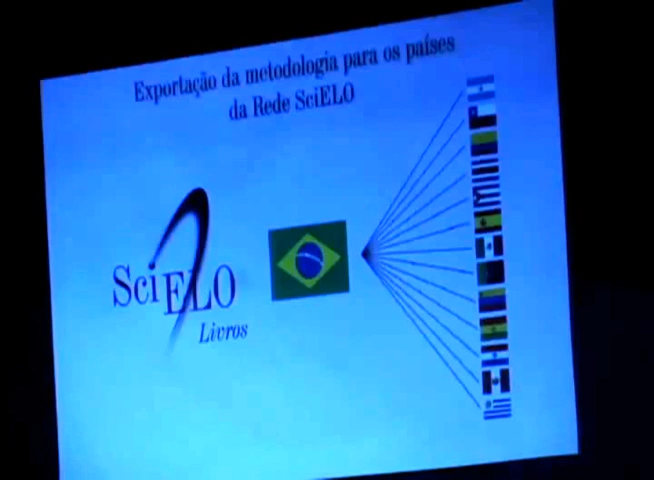 Exportação da metodologia para os países
da Rede SciELO
SciELO
Livros